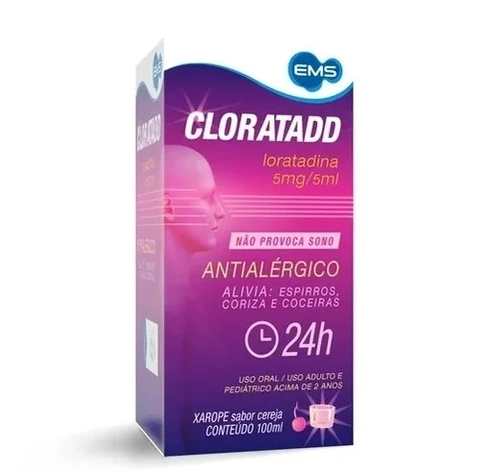 EMS
CLORATADD
loratadina
5mg/5ml
NÃO PROVOCA SONO
ANTIALÉRGICO
ALIVIA: ESPIRROS,
CORIZA E COCEIRAS
24h
USO ORAL / USO ADULTO E
PEDIÁTRICO ACIMA DE 2 ANOS
XAROPE sabor cereja
CONTEÚDO 100ml
CLORATADD